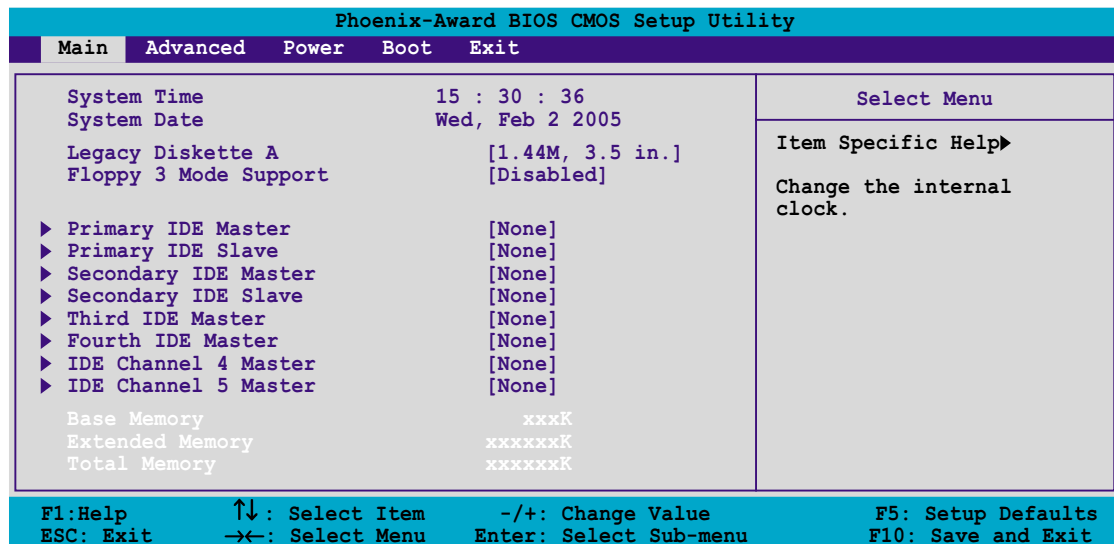 Phoenix-Award BIOS CMOS Setup Utility
Main Advanced Power Boot Exit
System Time 15 : 30 : 36
System Date Wed, Feb 2 2005
Legacy Diskette A [1.44M, 3.5 in.]
Floppy 3 Mode Support [Disabled]
▶ Primary IDE Master [None]
▶ Primary IDE Slave [None]
▶ Secondary IDE Master [None]
▶ Secondary IDE Slave [None]
▶ Third IDE Master [None]
▶ Fourth IDE Master [None]
▶ IDE Channel 4 Master [None]
▶ IDE Channel 5 Master [None]
Base Memory xxxK
Extended Memory xxxxxxK
Total Memory xxxxxxK
Select Menu
Item Specific Help▶
Change the internal
clock.
F1:Help ↑↓: Select Item -/+: Change Value F5: Setup Defaults
ESC: Exit →←: Select Menu Enter: Select Sub-menu F10: Save and Exit